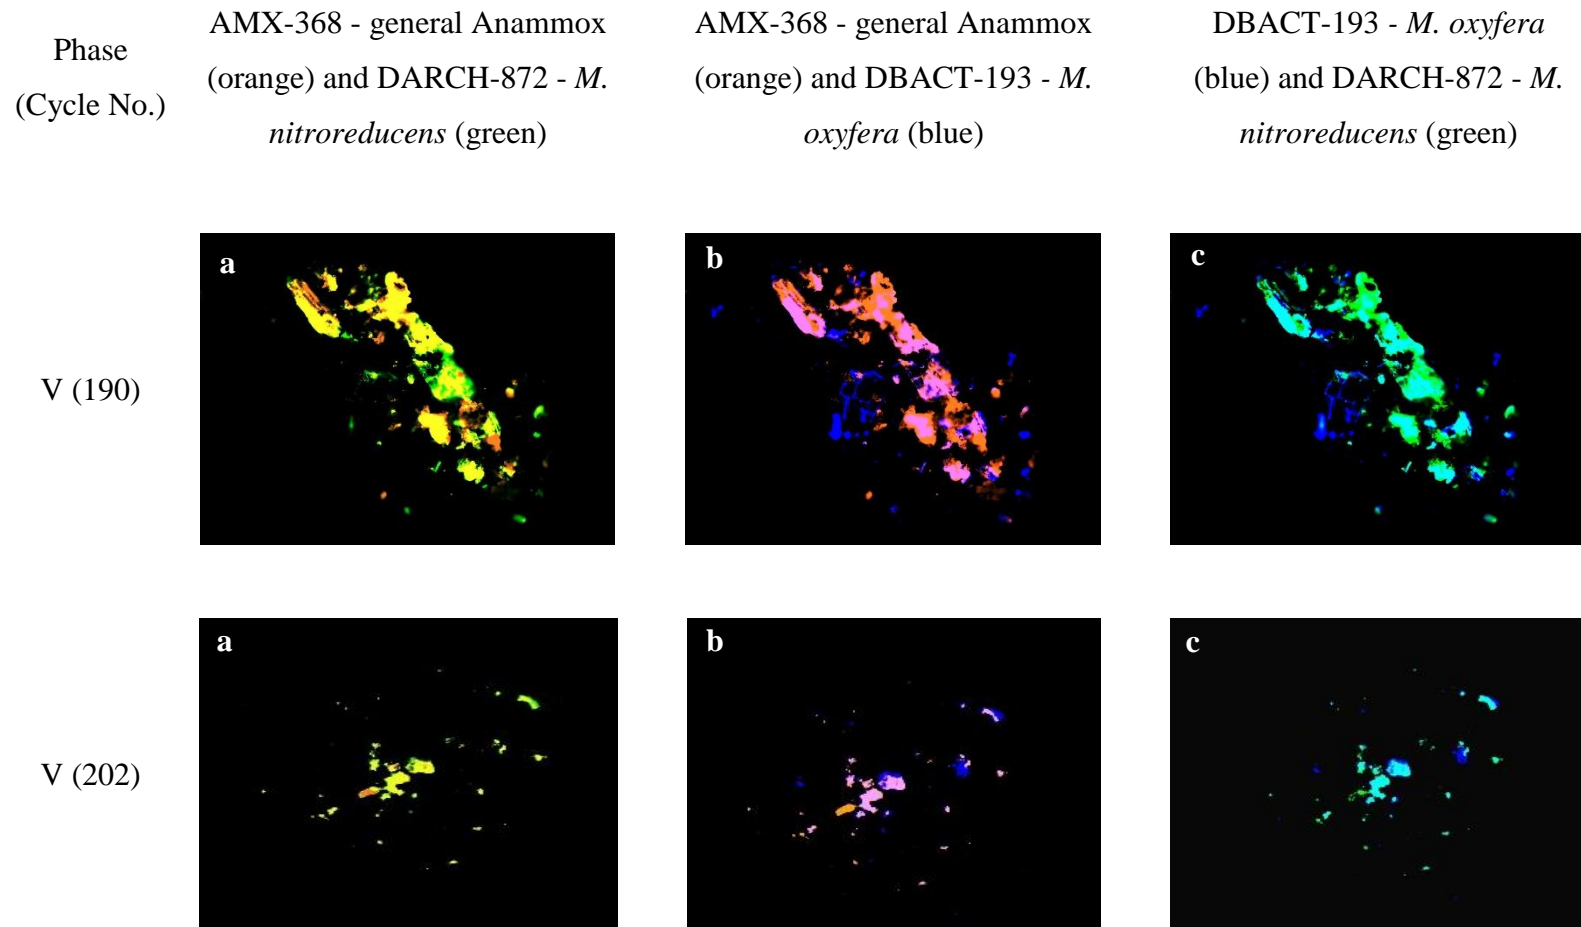 Phase
(Cycle No.)
AMX-368 - general Anammox
(orange) and DARCH-872 - M.
nitroreducens (green)
AMX-368 - general Anammox
(orange) and DBACT-193 - M.
oxyfera (blue)
DBACT-193 - M. oxyfera
(blue) and DARCH-872 - M.
nitroreducens (green)
V (190)
a
b
c
V (202)
a
b
c